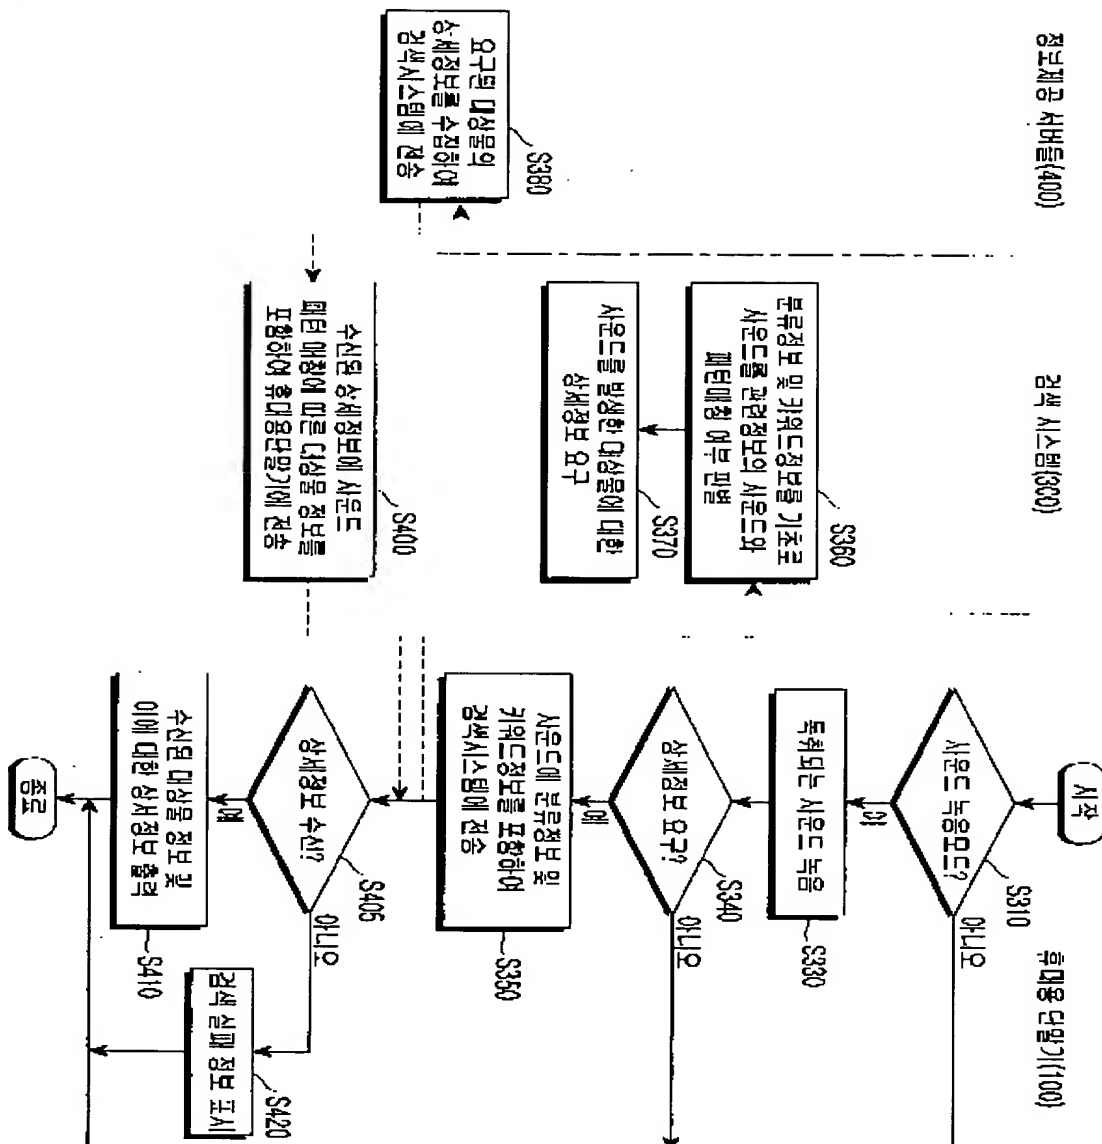 휴대용 단말기(100)
검색 시스템(300)
정보제공 서버들(400)
시작
사운드 녹음모드?
S310
아니요
예
녹취되는 사운드 녹음
S330
상세정보 요구?
S340
아니요
예
사운드에 분류정보 및
키워드정보를 포함하여
검색시스템에 전송
S350
분류정보 및 키워드정보를 기초로
사운드를 관련정보의 사운드와
패턴매칭 여부 판별
S360
사운드를 발생한 대상물에 대한
상세정보 요구
S370
요구된 대상물의
상세정보를 수집하여
검색시스템에 전송
S380
수신된 상세정보에 사운드
패턴 매칭에 따른 대상물 정보를
포함하여 휴대용단말기에 전송
S400
상세정보 수신?
S405
아니요
예
수신된 대상물 정보 및
이에 대한 상세정보 출력
S410
검색 실패 정보 표시
S420
종료